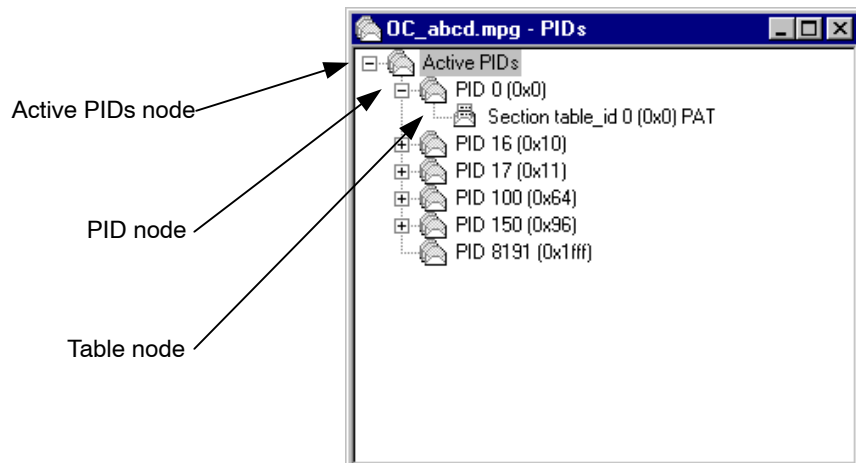 OC_abcd.mpg - PIDs
Active PIDs
PID 0 (0x0)
Section table_id 0 (0x0) PAT
PID 16 (0x10)
PID 17 (0x11)
PID 100 (0x64)
PID 150 (0x96)
PID 8191 (0x1fff)
Active PIDs node
PID node
Table node